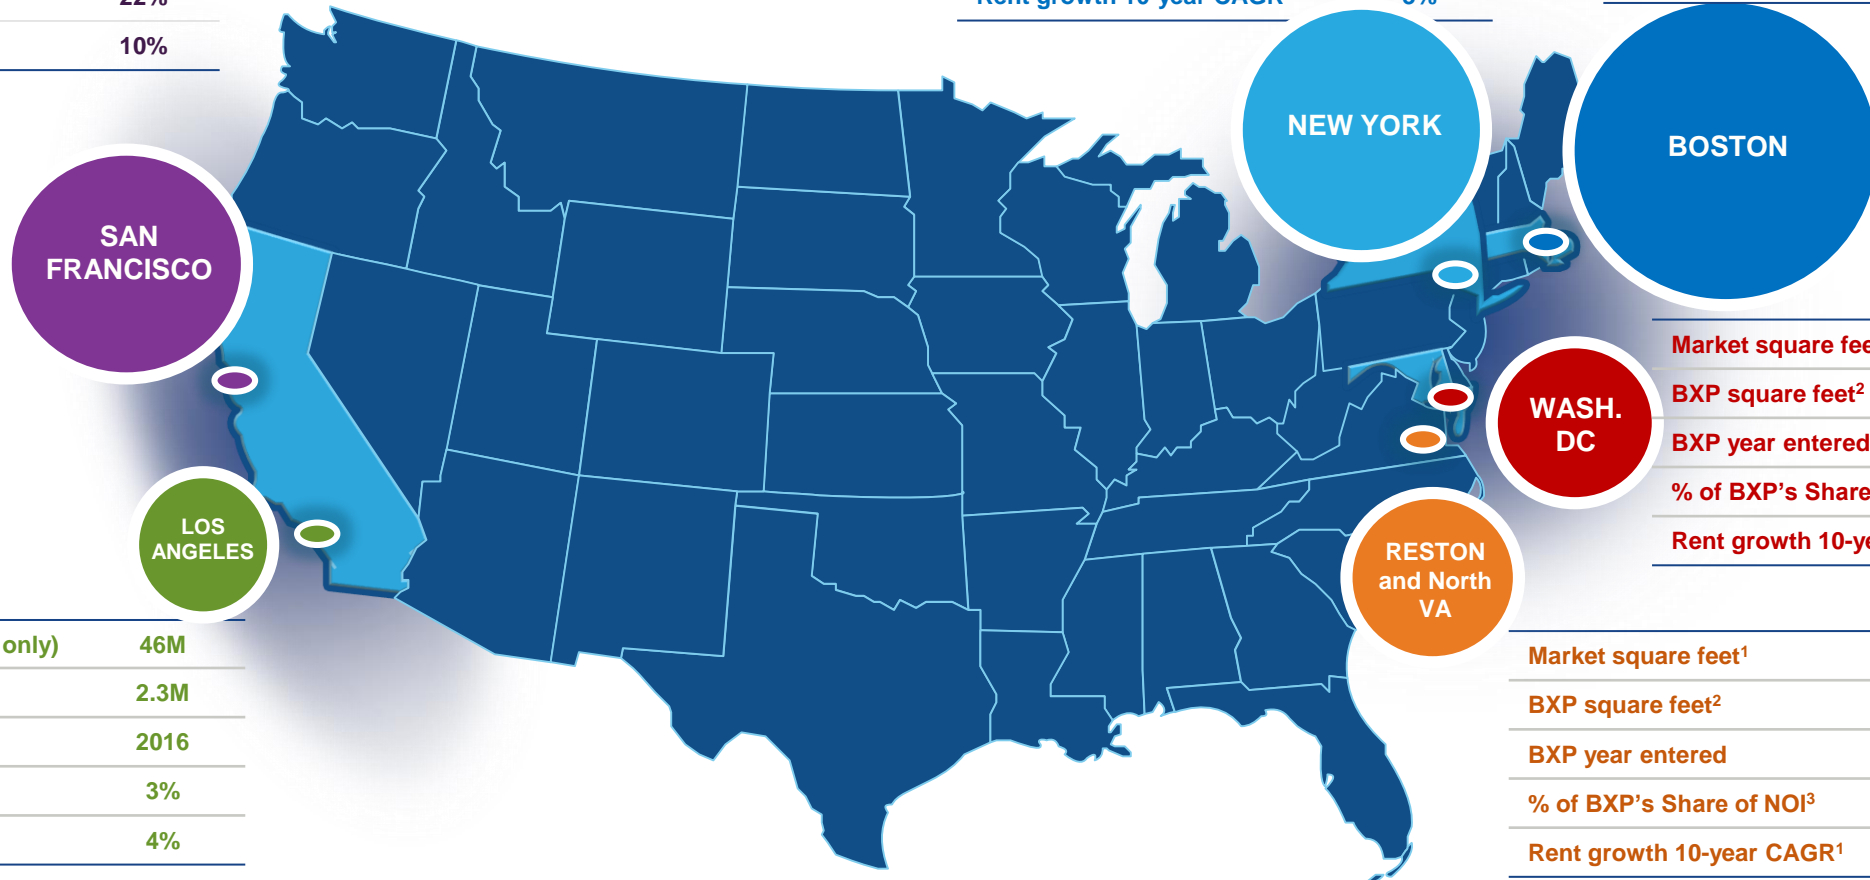 10%
NEW YORK
BOSTON
SAN
FRANCISCO
Market square fee
BXP square feet²
BXP year entered
% of BXP's Share
Rent growth 10-ye
WASH.
DC
LOS
ANGELES
RESTON
and North
VA
only) 46M
2.3M
2016
3%
4%
Market square feet¹
BXP square feet²
BXP year entered
% of BXP's Share of NOI³
Rent growth 10-year CAGR¹